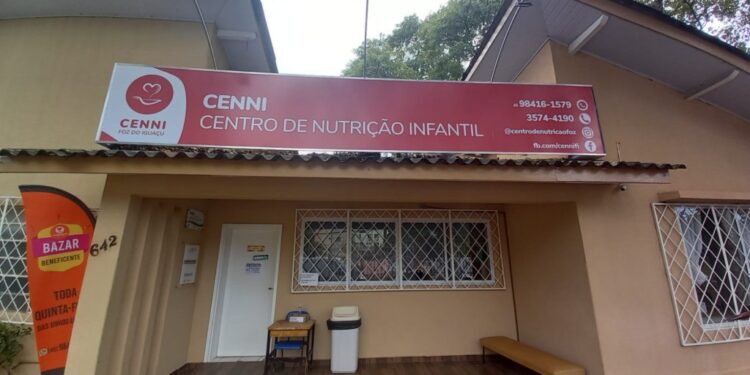 CENNI
FOZ DO IGUAÇU
CENNI
CENTRO DE NUTRIÇÃO INFANTIL
45 98416-1579
3574-4190
@centrodenutricaofoz
fb.com/cennifi
642
BAZAR
BENEFICENTE
TODA
QUINTA-F